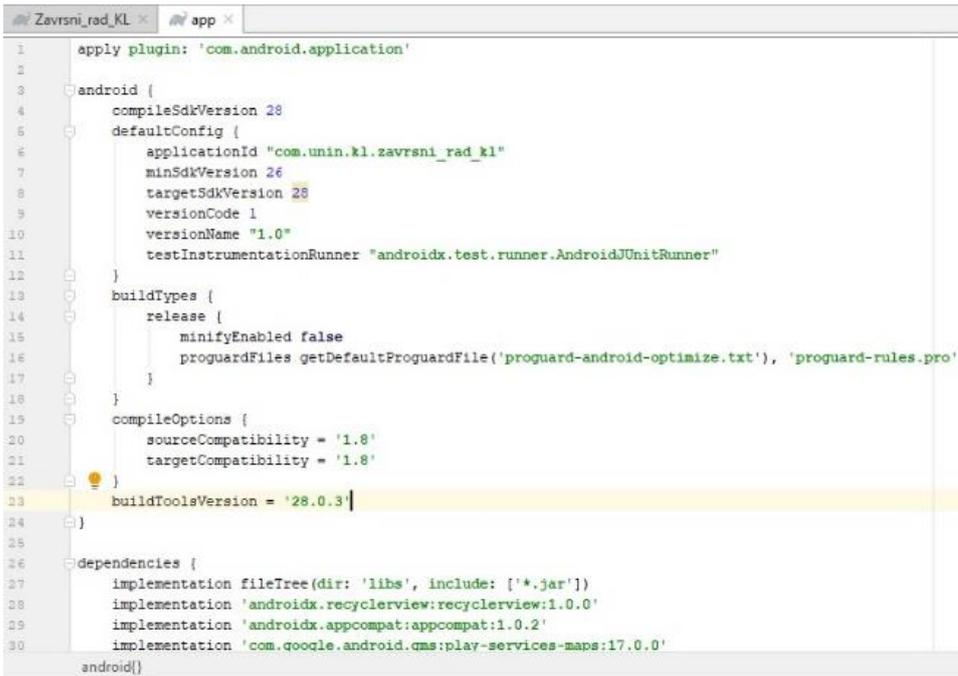 Zavrsni_rad_KL × app ×
1 apply plugin: 'com.android.application'
2
3 android {
4 compileSdkVersion 28
5 defaultConfig {
6 applicationId "com.unin.kl.zavrsni_rad_kl"
7 minSdkVersion 26
8 targetSdkVersion 28
9 versionCode 1
10 versionName "1.0"
11 testInstrumentationRunner "androidx.test.runner.AndroidJUnitRunner"
12 }
13 buildTypes {
14 release {
15 minifyEnabled false
16 proguardFiles getDefaultProguardFile('proguard-android-optimize.txt'), 'proguard-rules.pro'
17 }
18 }
19 compileOptions {
20 sourceCompatibility = '1.8'
21 targetCompatibility = '1.8'
22 }
23 buildToolsVersion = '28.0.3'
24 }
25
26 dependencies {
27 implementation fileTree(dir: 'libs', include: ['*.jar'])
28 implementation 'androidx.recyclerview:recyclerview:1.0.0'
29 implementation 'androidx.appcompat:appcompat:1.0.2'
30 implementation 'com.google.android.gms:play-services-maps:17.0.0'
android{}